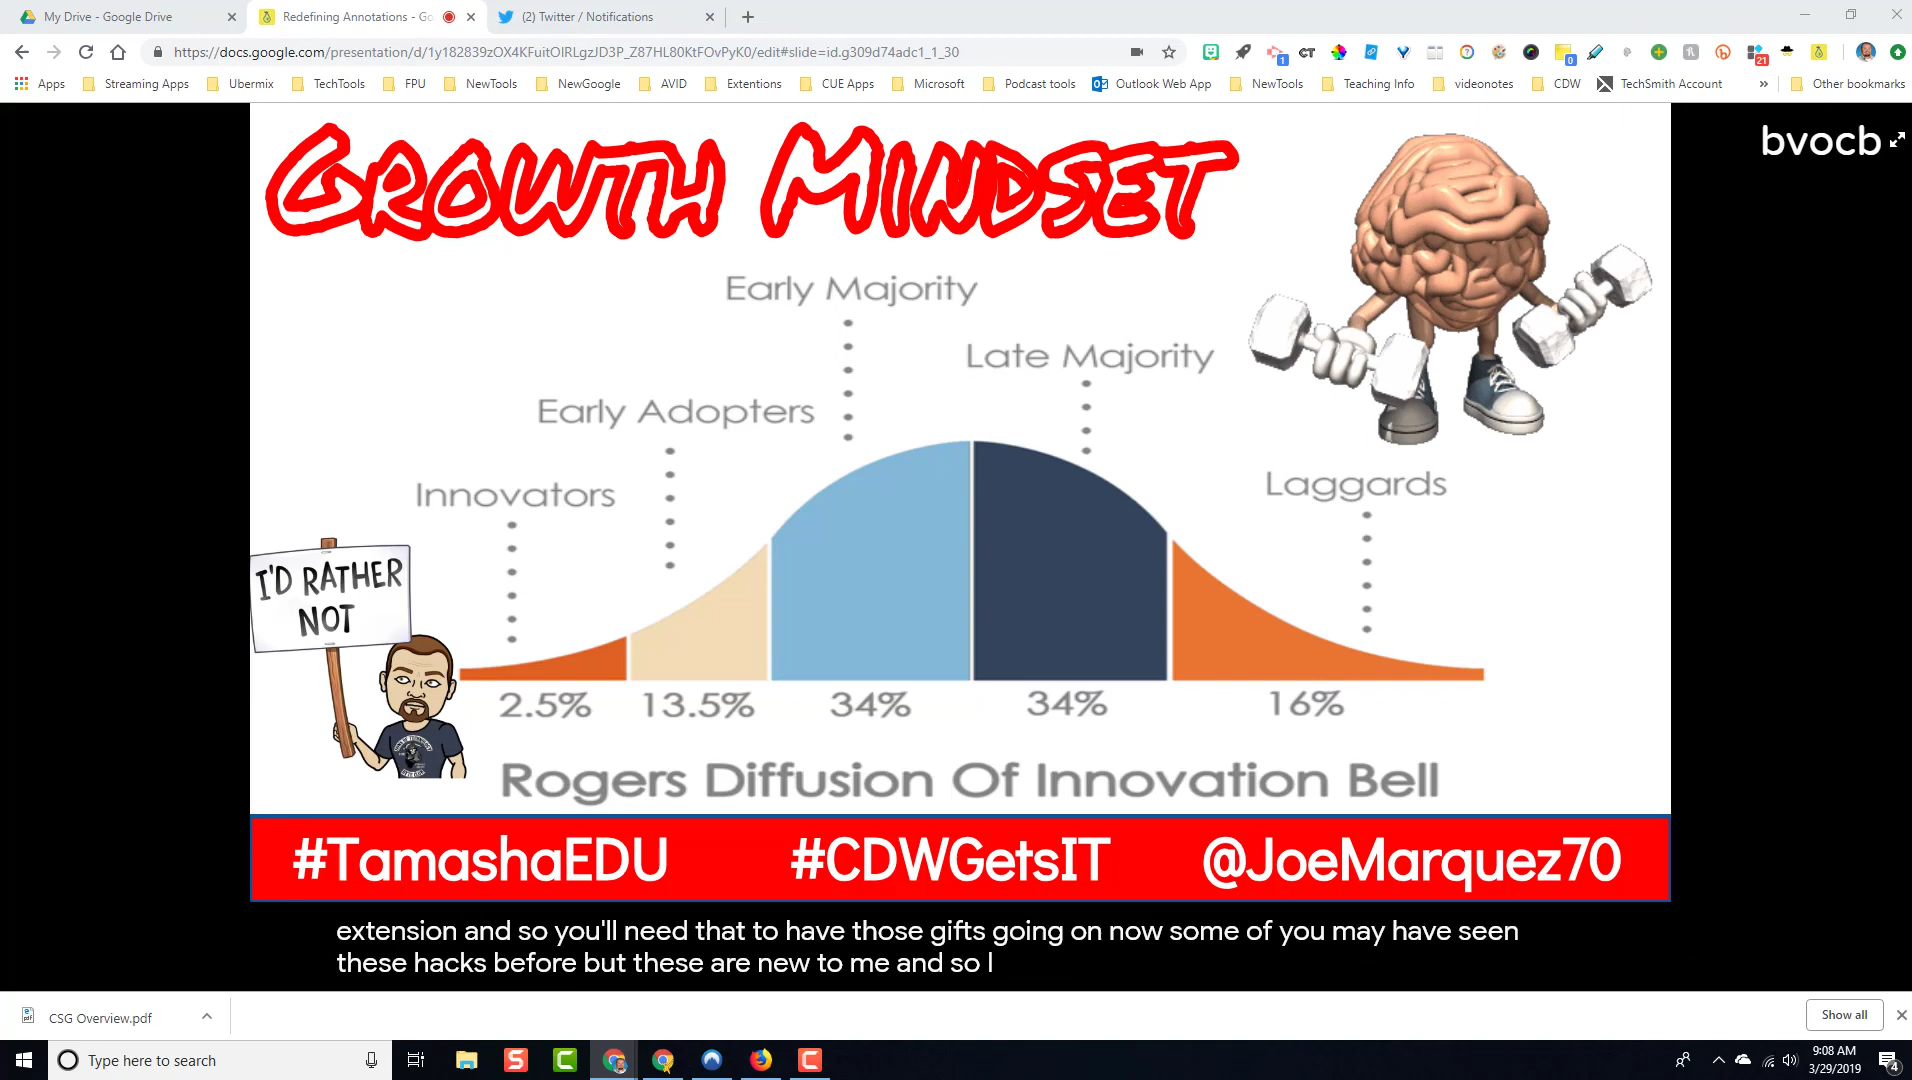 My Drive - Google Drive
Redefining Annotations - Go
(2) Twitter / Notifications
https://docs.google.com/presentation/d/1y182839zOX4KFuitOIRLgzJD3P_Z87HL80KtFOvPyK0/edit#slide=id.g309d74adc1_1_30
CT
1
0
21
Apps
Streaming Apps
Ubermix
TechTools
FPU
NewTools
NewGoogle
AVID
Extentions
CUE Apps
Microsoft
Podcast tools
Outlook Web App
NewTools
Teaching Info
videonotes
CDW
TechSmith Account
»
Other bookmarks
GROWTH MINDSET
bvocb
Early Majority
Late Majority
Early Adopters
Laggards
Innovators
I'D RATHER
NOT
2.5%
13.5%
34%
34%
16%
Rogers Diffusion Of Innovation Bell
#TamashaEDU
#CDWGetsIT
@JoeMarquez70
extension and so you'll need that to have those gifts going on now some of you may have seen
these hacks before but these are new to me and so I
CSG Overview.pdf
Show all
Type here to search
9:08 AM
3/29/2019
4